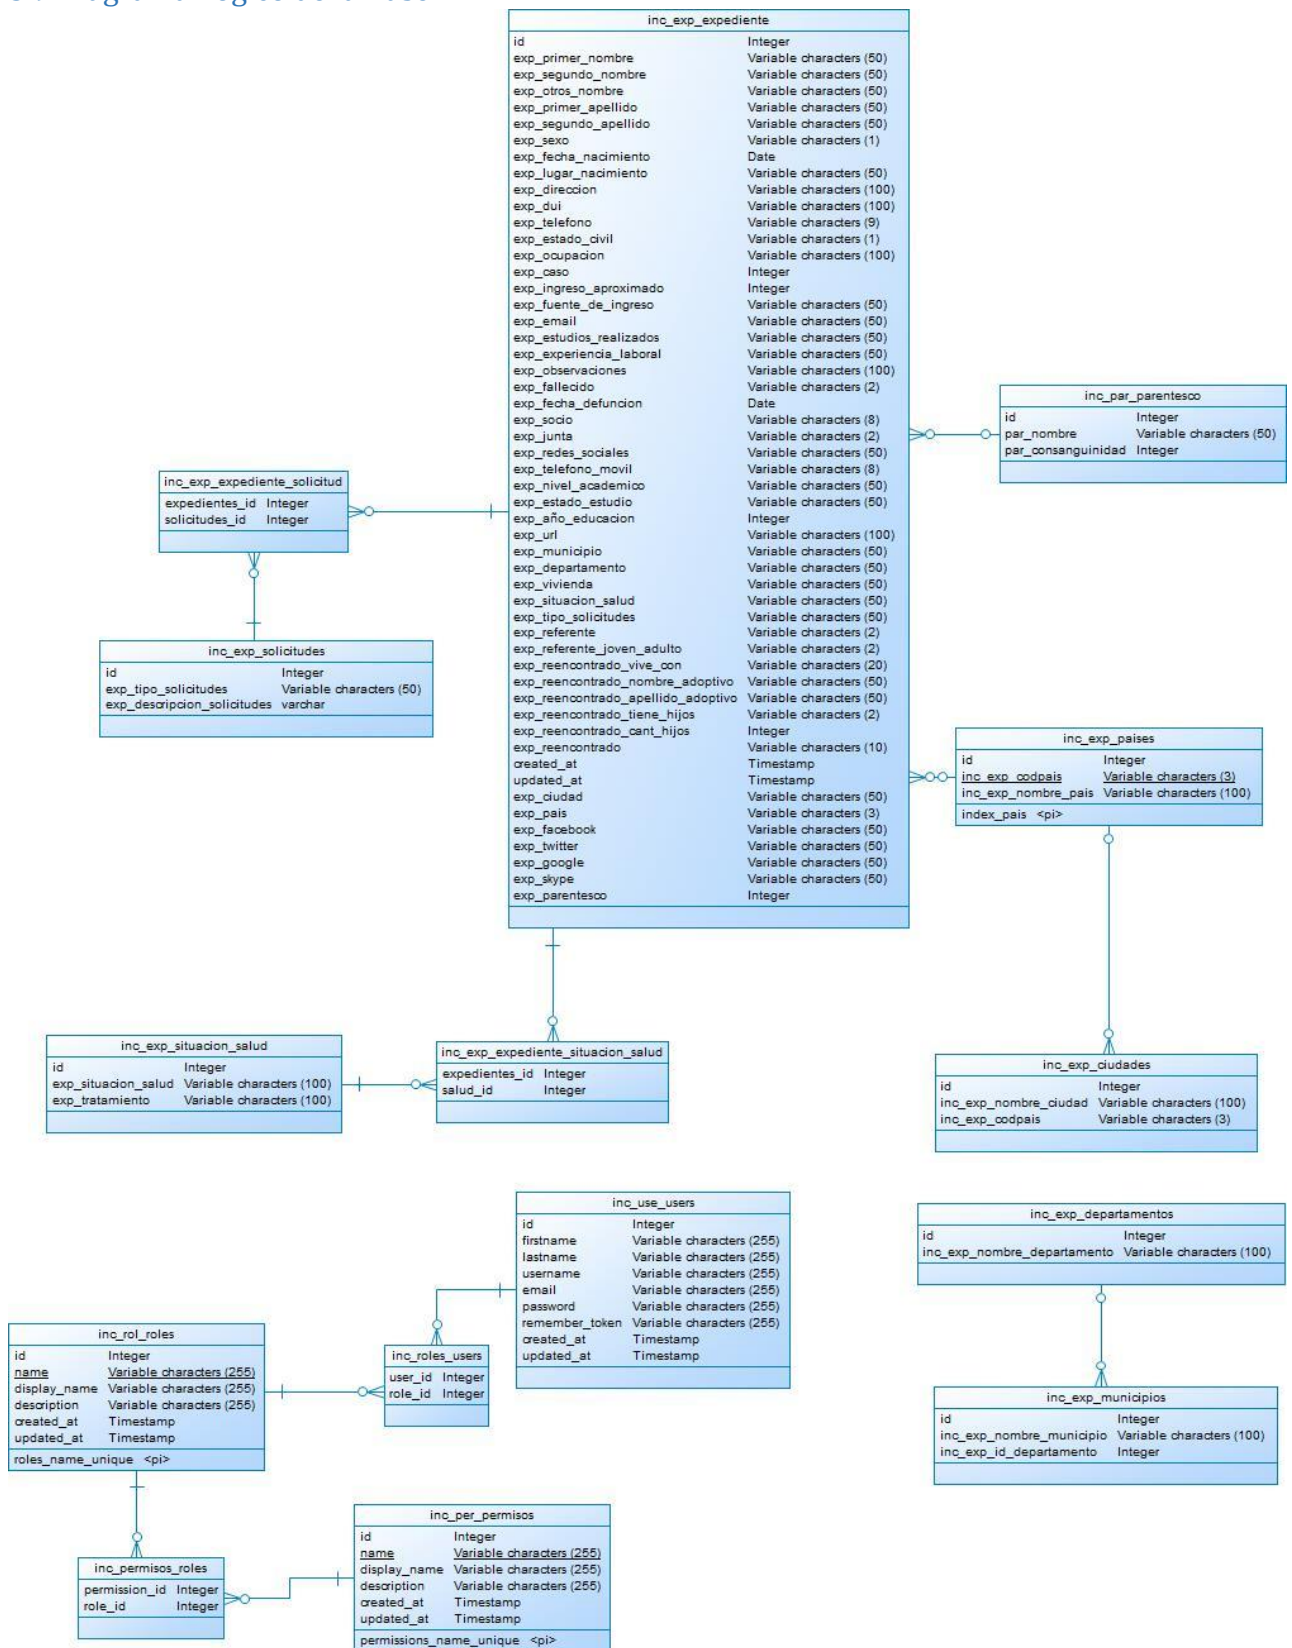 inc_exp_expediente
id Integer
exp_primer_nombre Variable characters (50)
exp_segundo_nombre Variable characters (50)
exp_otros_nombre Variable characters (50)
exp_primer_apellido Variable characters (50)
exp_segundo_apellido Variable characters (50)
exp_sexo Variable characters (1)
exp_fecha_nacimiento Date
exp_lugar_nacimiento Variable characters (50)
exp_direccion Variable characters (100)
exp_dui Variable characters (100)
exp_telefono Variable characters (9)
exp_estado_civil Variable characters (1)
exp_ocupacion Variable characters (100)
exp_caso Integer
exp_ingreso_aproximado Integer
exp_fuente_de_ingreso Variable characters (50)
exp_email Variable characters (50)
exp_estudios_realizados Variable characters (50)
exp_experiencia_laboral Variable characters (50)
exp_observaciones Variable characters (100)
exp_fallecido Variable characters (2)
exp_fecha_defuncion Date
exp_socio Variable characters (8)
exp_junta Variable characters (2)
exp_redes_sociales Variable characters (50)
exp_telefono_movil Variable characters (8)
exp_nivel_academico Variable characters (50)
exp_estado_estudio Variable characters (50)
exp_año_educacion Integer
exp_url Variable characters (100)
exp_municipio Variable characters (50)
exp_departamento Variable characters (50)
exp_vivienda Variable characters (50)
exp_situacion_salud Variable characters (50)
exp_tipo_solicitudes Variable characters (50)
exp_referente Variable characters (2)
exp_referente_joven_adulto Variable characters (2)
exp_reencontrado_vive_con Variable characters (20)
exp_reencontrado_nombre_adoptivo Variable characters (50)
exp_reencontrado_apellido_adoptivo Variable characters (50)
exp_reencontrado_tiene_hijos Variable characters (2)
exp_reencontrado_cant_hijos Integer
exp_reencontrado Variable characters (10)
created_at Timestamp
updated_at Timestamp
exp_ciudad Variable characters (50)
exp_pais Variable characters (3)
exp_facebook Variable characters (50)
exp_twitter Variable characters (50)
exp_google Variable characters (50)
exp_skype Variable characters (50)
exp_parentesco Integer
inc_par_parentesco
id Integer
par_nombre Variable characters (50)
par_consanguinidad Integer
inc_exp_expediente_solicitud
expedientes_id Integer
solicitudes_id Integer
inc_exp_solicitudes
id Integer
exp_tipo_solicitudes Variable characters (50)
exp_descripcion_solicitudes varchar
inc_exp_paises
id Integer
inc_exp_codpais Variable characters (3)
inc_exp_nombre_pais Variable characters (100)
index_pais <pi>
inc_exp_situacion_salud
id Integer
exp_situacion_salud Variable characters (100)
exp_tratamiento Variable characters (100)
inc_exp_expediente_situacion_salud
expedientes_id Integer
salud_id Integer
inc_exp_ciudades
id Integer
inc_exp_nombre_ciudad Variable characters (100)
inc_exp_codpais Variable characters (3)
inc_use_users
id Integer
firstname Variable characters (255)
lastname Variable characters (255)
username Variable characters (255)
email Variable characters (255)
password Variable characters (255)
remember_token Variable characters (255)
created_at Timestamp
updated_at Timestamp
inc_exp_departamentos
id Integer
inc_exp_nombre_departamento Variable characters (100)
inc_rol_roles
id Integer
name Variable characters (255)
display_name Variable characters (255)
description Variable characters (255)
created_at Timestamp
updated_at Timestamp
roles_name_unique <pi>
inc_roles_users
user_id Integer
role_id Integer
inc_exp_municipios
id Integer
inc_exp_nombre_municipio Variable characters (100)
inc_exp_id_departamento Integer
inc_permisos_roles
permission_id Integer
role_id Integer
inc_per_permisos
id Integer
name Variable characters (255)
display_name Variable characters (255)
description Variable characters (255)
created_at Timestamp
updated_at Timestamp
permissions_name_unique <pi>